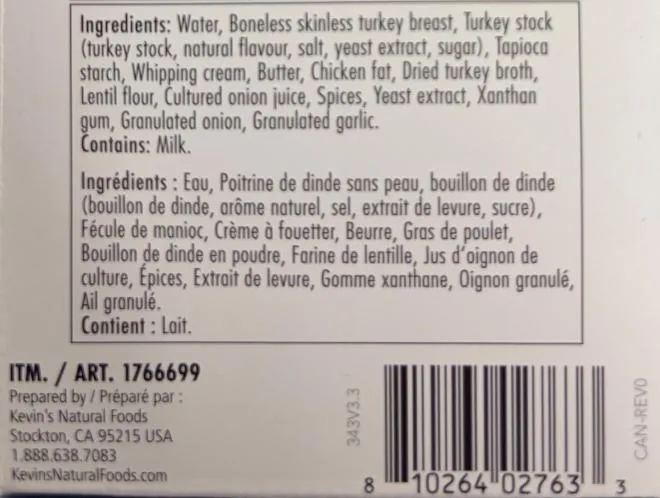 Ingredients: Water, Boneless skinless turkey breast, Turkey stock
(turkey stock, natural flavour, salt, yeast extract, sugar), Tapioca
starch, Whipping cream, Butter, Chicken fat, Dried turkey broth,
Lentil flour, Cultured onion juice, Spices, Yeast extract, Xanthan
gum, Granulated onion, Granulated garlic.
Contains: Milk.
Ingrédients : Eau, Poitrine de dinde sans peau, bouillon de dinde
(bouillon de dinde, arôme naturel, sel, extrait de levure, sucre),
Fécule de manioc, Crème à fouetter, Beurre, Gras de poulet,
Bouillon de dinde en poudre, Farine de lentille, Jus d'oignon de
culture, Épices, Extrait de levure, Gomme xanthane, Oignon granulé,
Ail granulé.
Contient : Lait.
ITM. / ART. 1766699
Prepared by / Préparé par :
Kevin's Natural Foods
Stockton, CA 95215 USA
1.888.638.7083
KevinsNaturalFoods.com
343V3.3
8 10264 02763 3
CAN-REV0